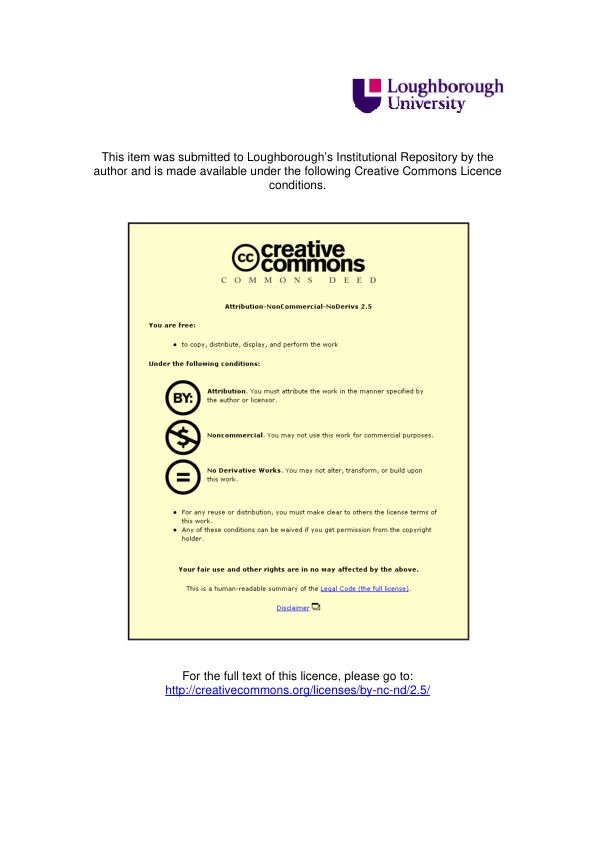 Loughborough
University
This item was submitted to Loughborough's Institutional Repository by the
author and is made available under the following Creative Commons Licence
conditions.
cc creative
commons
COMMONS DEED
Attribution-NonCommercial-NoDerivs 2.5
You are free:
• to copy, distribute, display, and perform the work
Under the following conditions:
BY:
Attribution. You must attribute the work in the manner specified by
the author or licensor.
$
Noncommercial. You may not use this work for commercial purposes.
=
No Derivative Works. You may not alter, transform, or build upon
this work.
• For any reuse or distribution, you must make clear to others the license terms of
this work.
• Any of these conditions can be waived if you get permission from the copyright
holder.
Your fair use and other rights are in no way affected by the above.
This is a human-readable summary of the Legal Code (the full license).
Disclaimer
For the full text of this licence, please go to:
http://creativecommons.org/licenses/by-nc-nd/2.5/